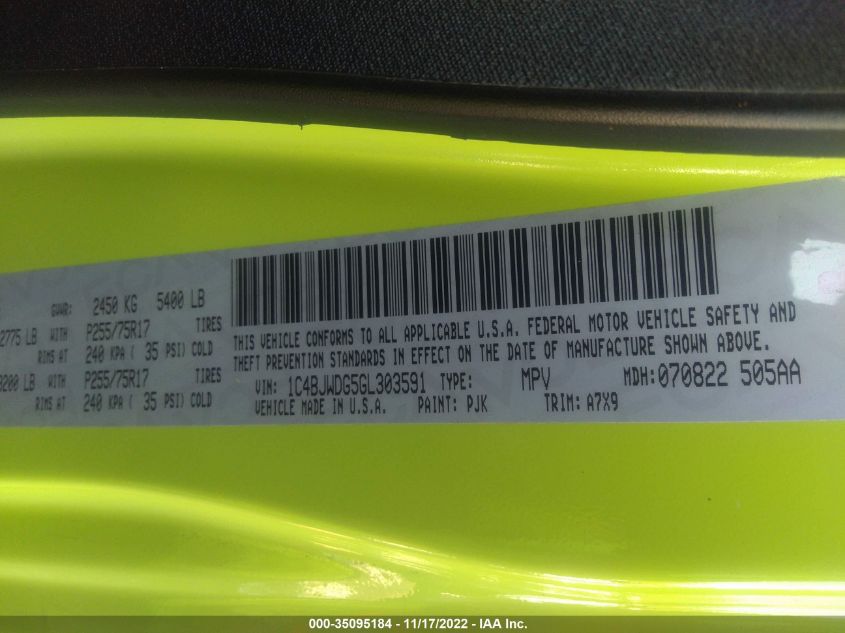 GVWR: 2450 KG 5400 LB
2775 LB WITH P255/75R17 TIRES
RIMS AT 240 KPA ( 35 PSI) COLD
3200 LB WITH P255/75R17 TIRES
RIMS AT 240 KPA ( 35 PSI) COLD
THIS VEHICLE CONFORMS TO ALL APPLICABLE U.S.A. FEDERAL MOTOR VEHICLE SAFETY AND
THEFT PREVENTION STANDARDS IN EFFECT ON THE DATE OF MANUFACTURE SHOWN ABOVE.
VIN: 1C4BJWDG5GL303591 TYPE: MPV MDH: 070822 505AA
VEHICLE MADE IN U.S.A. PAINT: PJK TRIM: A7X9
000-35095184 - 11/17/2022 - IAA Inc.